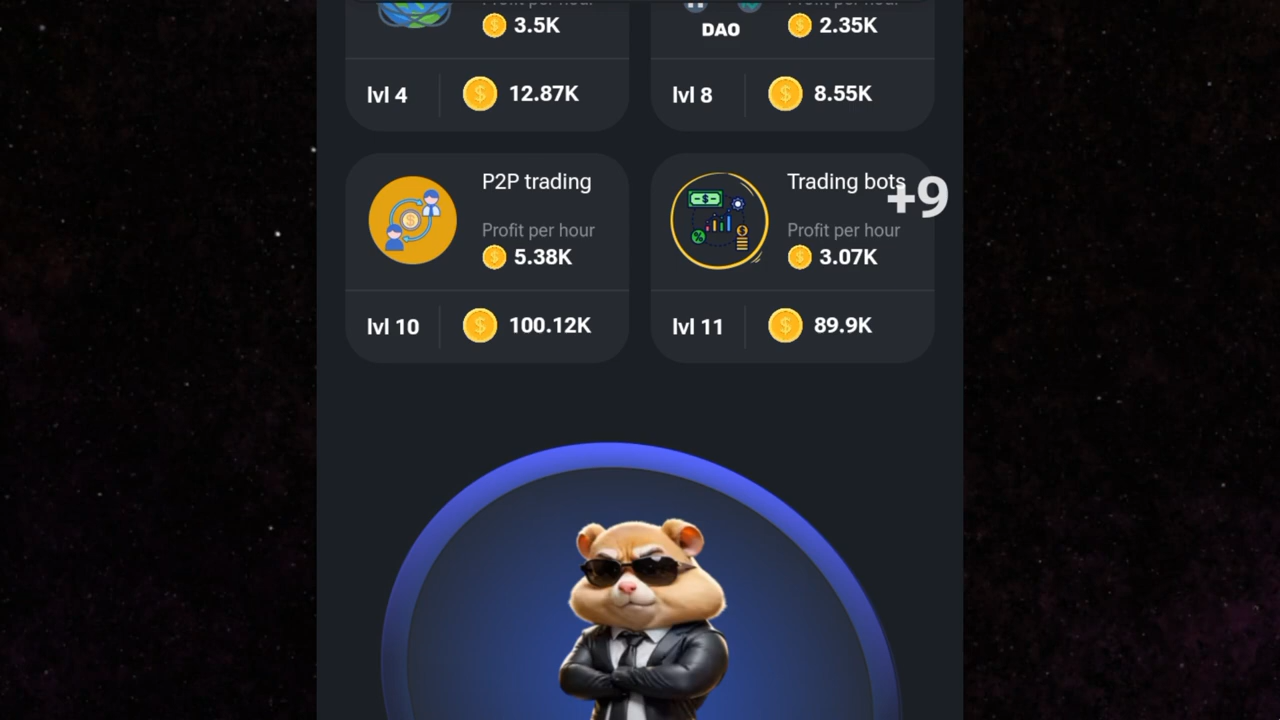 3.5K
2.35K
DAO
lvl 4
12.87K
lvl 8
8.55K
P2P trading
Profit per hour
5.38K
lvl 10
100.12K
Trading bots
+9
Profit per hour
3.07K
lvl 11
89.9K